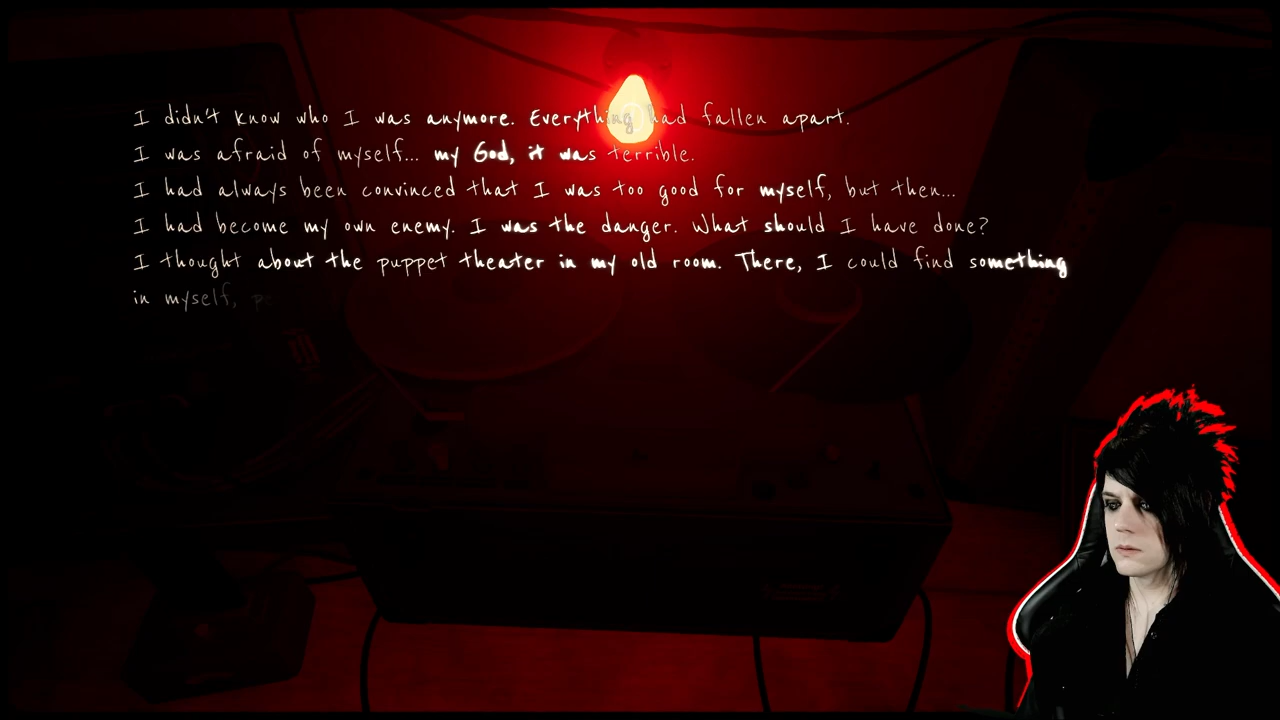 I didn't know who I was anymore. Everything had fallen apart.
I was afraid of myself... my God, it was terrible.
I had always been convinced that I was too good for myself, but then...
I had become my own enemy. I was the danger. What should I have done?
I thought about the puppet theater in my old room. There, I could find something
in myself,